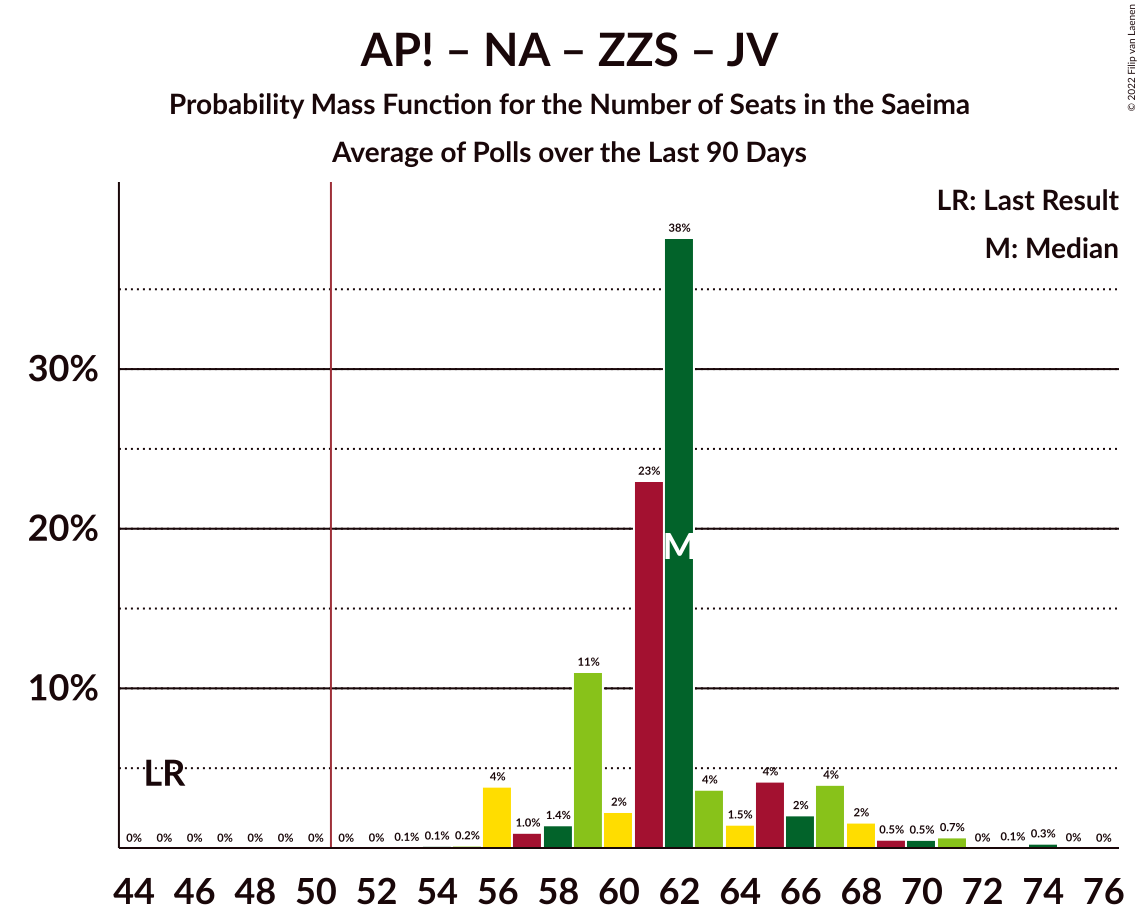 AP! – NA – ZZS – JV
Probability Mass Function for the Number of Seats in the Saeima
Average of Polls over the Last 90 Days
© 2022 Filip van Laenen
LR: Last Result
M: Median
30%
20%
10%
LR
M
0% 0% 0% 0% 0% 0% 0% 0% 0% 0.1% 0.1% 0.2% 4% 1.0% 1.4% 11% 2% 23% 38% 4% 1.5% 4% 2% 4% 2% 0.5% 0.5% 0.7% 0% 0.1% 0.3% 0% 0%
44 46 48 50 52 54 56 58 60 62 64 66 68 70 72 74 76